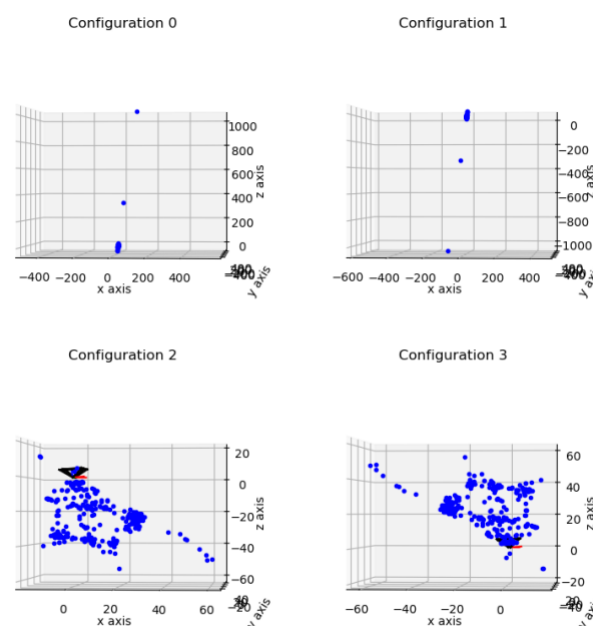 Configuration 0
Configuration 1
1000
800
600
400
200
0
z axis
−400 −200 0 200 400
x axis
y axis
0
−200
−400
−600
−800
−1000
z axis
−600 −400 −200 0 200 400
x axis
y axis
Configuration 2
Configuration 3
20
0
−20
−40
−60
z axis
0 20 40 60
x axis
y axis
60
40
20
0
−20
z axis
−60 −40 −20 0
x axis
y axis